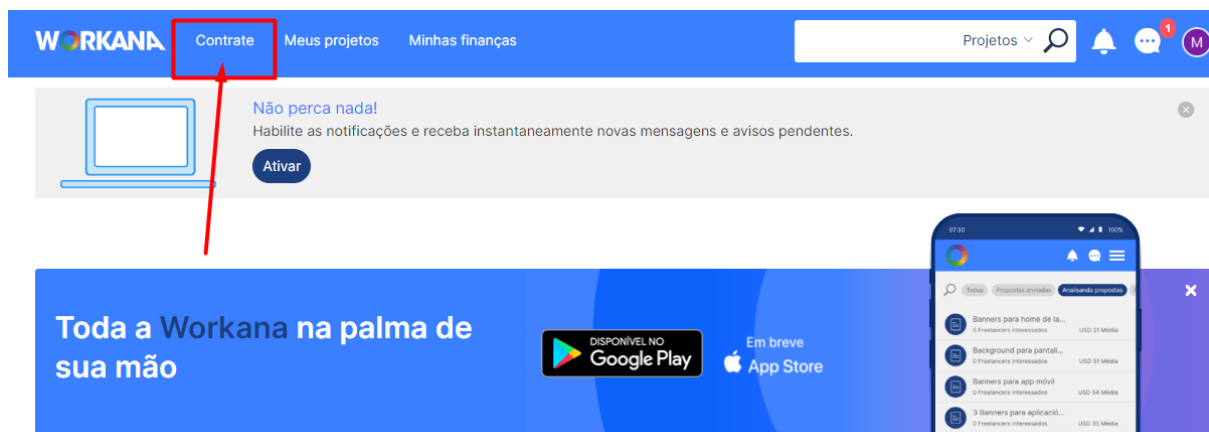 WORKANA Contrate Meus projetos Minhas finanças Projetos 1 M
Não perca nada!
Habilite as notificações e receba instantaneamente novas mensagens e avisos pendentes.
Ativar
Toda a Workana na palma de
sua mão
DISPONÍVEL NO
Google Play
Em breve
App Store
07:30 100%
Todas Propostas enviadas Analisando propostas
Banners para home de la...
5 Freelancers interessados USD 21 Média
Background para pantall...
0 Freelancers interessados USD 51 Média
Banners para app móvil
0 Freelancers interessados USD 54 Média
3 Banners para aplicació...
0 Freelancers interessados USD 35 Média